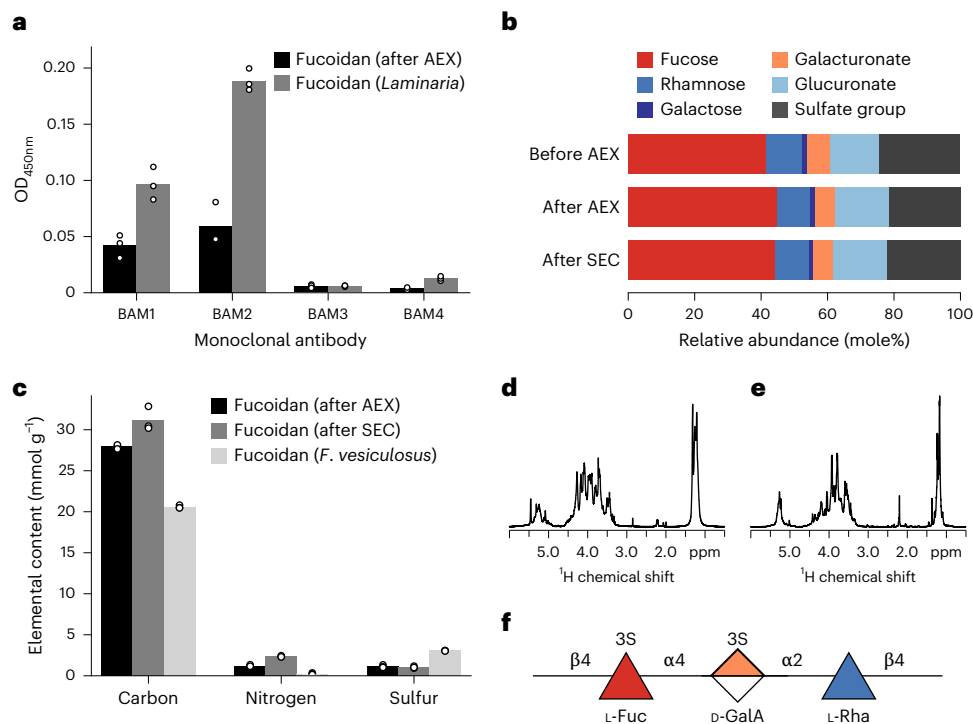 a
0.20
0.15
0.10
0.05
0
OD450nm
Fucoidan (after AEX)
Fucoidan (Laminaria)
BAM1 BAM2 BAM3 BAM4
Monoclonal antibody
b
Fucose Galacturonate
Rhamnose Glucuronate
Galactose Sulfate group
Before AEX
After AEX
After SEC
0 20 40 60 80 100
Relative abundance (mole%)
c
Fucoidan (after AEX)
Fucoidan (after SEC)
Fucoidan (F. vesiculosus)
30
25
20
15
10
5
0
Elemental content (mmol g−1)
Carbon Nitrogen Sulfur
d
5.0 4.0 3.0 2.0 ppm
1H chemical shift
e
5.0 4.0 3.0 2.0 ppm
1H chemical shift
f
3S 3S
β4 α4 α2 β4
L-Fuc D-GalA L-Rha